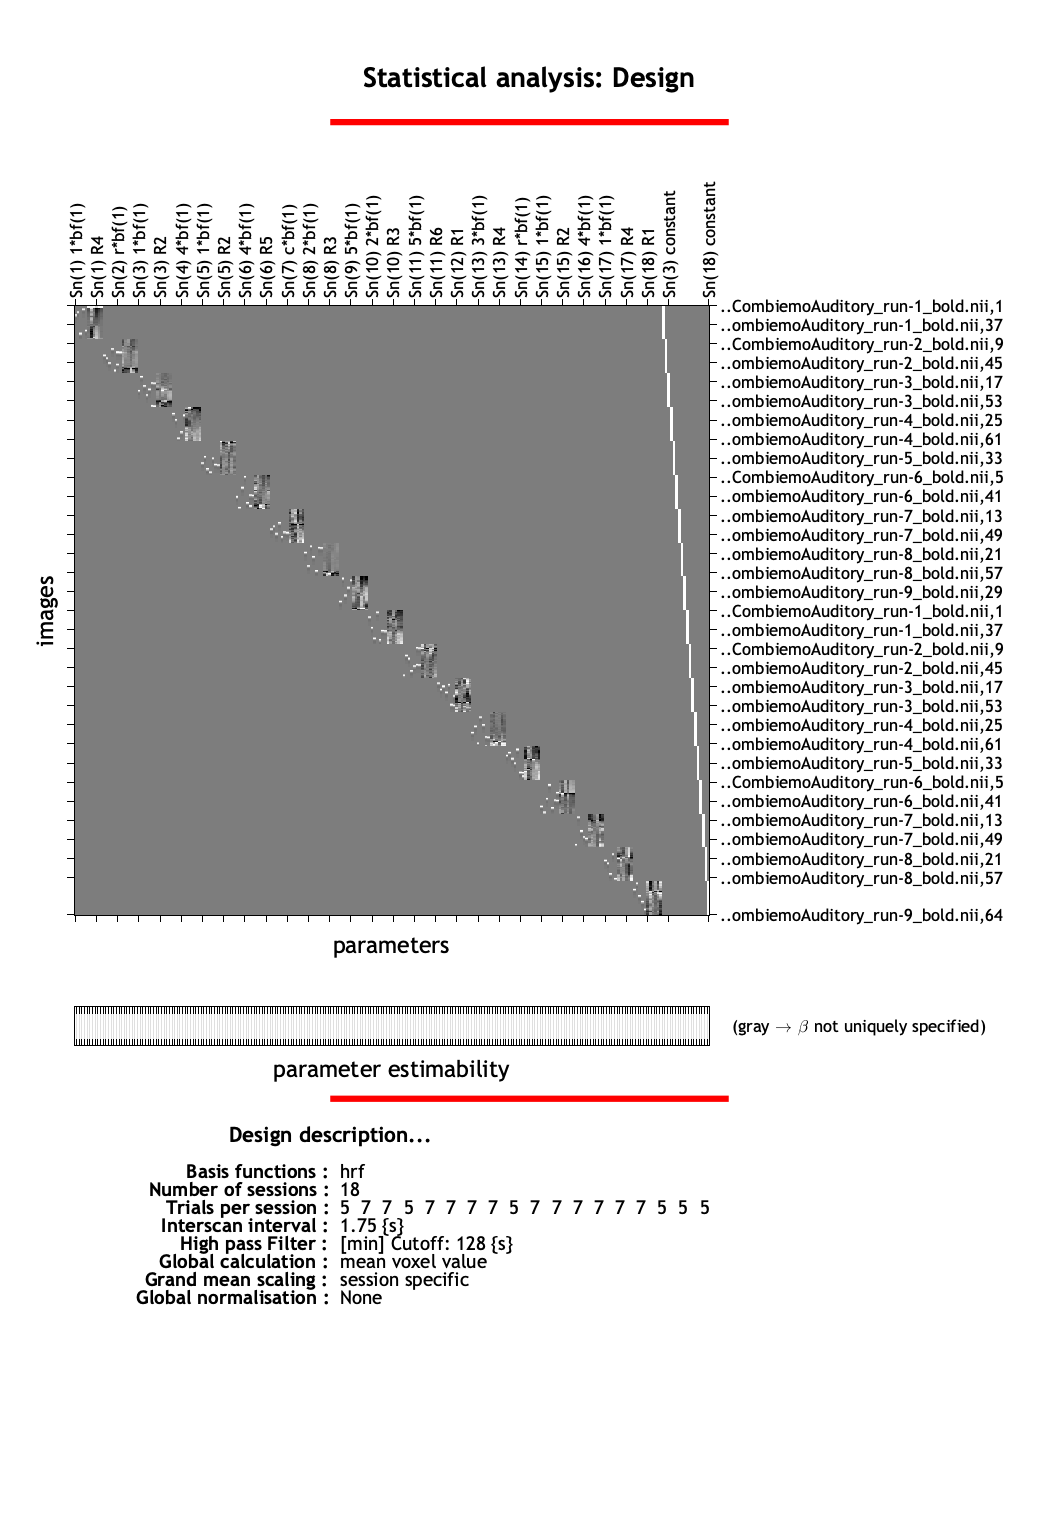 Statistical analysis: Design
Sn(1) 1*bf(1)
Sn(1) R4
Sn(2) r*bf(1)
Sn(3) 1*bf(1)
Sn(3) R2
Sn(4) 4*bf(1)
Sn(5) 1*bf(1)
Sn(5) R2
Sn(6) 4*bf(1)
Sn(6) R5
Sn(7) c*bf(1)
Sn(8) 2*bf(1)
Sn(8) R3
Sn(9) 5*bf(1)
Sn(10) 2*bf(1)
Sn(10) R3
Sn(11) 5*bf(1)
Sn(11) R6
Sn(12) R1
Sn(13) 3*bf(1)
Sn(13) R4
Sn(14) r*bf(1)
Sn(15) 1*bf(1)
Sn(15) R2
Sn(16) 4*bf(1)
Sn(17) 1*bf(1)
Sn(17) R4
Sn(18) R1
Sn(3) constant
Sn(18) constant
images
..CombiemoAuditory_run-1_bold.nii,1
..ombiemoAuditory_run-1_bold.nii,37
..CombiemoAuditory_run-2_bold.nii,9
..ombiemoAuditory_run-2_bold.nii,45
..ombiemoAuditory_run-3_bold.nii,17
..ombiemoAuditory_run-3_bold.nii,53
..ombiemoAuditory_run-4_bold.nii,25
..ombiemoAuditory_run-4_bold.nii,61
..ombiemoAuditory_run-5_bold.nii,33
..CombiemoAuditory_run-6_bold.nii,5
..ombiemoAuditory_run-6_bold.nii,41
..ombiemoAuditory_run-7_bold.nii,13
..ombiemoAuditory_run-7_bold.nii,49
..ombiemoAuditory_run-8_bold.nii,21
..ombiemoAuditory_run-8_bold.nii,57
..ombiemoAuditory_run-9_bold.nii,29
..CombiemoAuditory_run-1_bold.nii,1
..ombiemoAuditory_run-1_bold.nii,37
..CombiemoAuditory_run-2_bold.nii,9
..ombiemoAuditory_run-2_bold.nii,45
..ombiemoAuditory_run-3_bold.nii,17
..ombiemoAuditory_run-3_bold.nii,53
..ombiemoAuditory_run-4_bold.nii,25
..ombiemoAuditory_run-4_bold.nii,61
..ombiemoAuditory_run-5_bold.nii,33
..CombiemoAuditory_run-6_bold.nii,5
..ombiemoAuditory_run-6_bold.nii,41
..ombiemoAuditory_run-7_bold.nii,13
..ombiemoAuditory_run-7_bold.nii,49
..ombiemoAuditory_run-8_bold.nii,21
..ombiemoAuditory_run-8_bold.nii,57
..ombiemoAuditory_run-9_bold.nii,64
parameters
(gray → β not uniquely specified)
parameter estimability
Design description...
Basis functions : hrf
Number of sessions : 18
Trials per session : 5 7 7 5 7 7 7 7 5 7 7 7 7 7 7 5 5 5
Interscan interval : 1.75 {s}
High pass Filter : [min] Cutoff: 128 {s}
Global calculation : mean voxel value
Grand mean scaling : session specific
Global normalisation : None